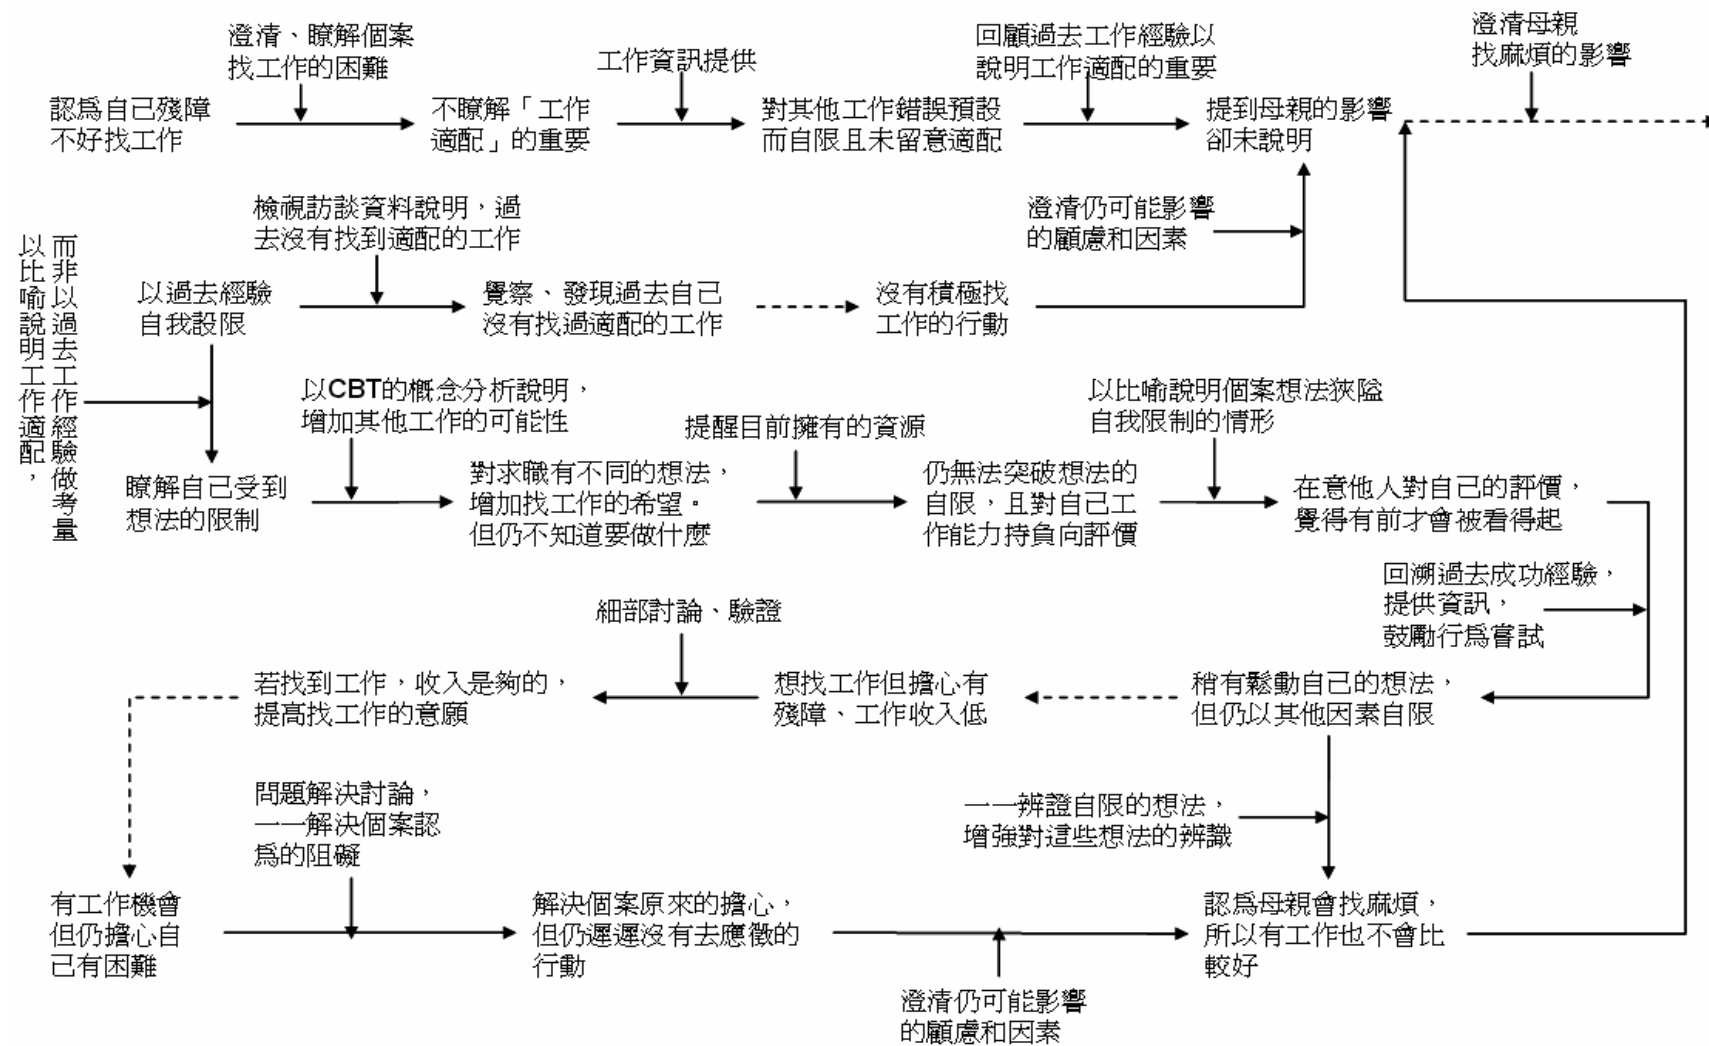 澄清、瞭解個案
找工作的困難
工作資訊提供
回顧過去工作經驗以
說明工作適配的重要
澄清母親
找麻煩的影響
認為自己殘障
不好找工作
不瞭解「工作
適配」的重要
對其他工作錯誤預設
而自限且未留意適配
提到母親的影響
卻未說明
檢視訪談資料說明，過
去沒有找到適配的工作
澄清仍可能影響
的顧慮和因素
以比喻說明工作適配，
而非以過去工作經驗做考量
以過去經驗
自我設限
覺察、發現過去自己
沒有找過適配的工作
沒有積極找
工作的行動
以CBT的概念分析說明，
增加其他工作的可能性
提醒目前擁有的資源
以比喻說明個案想法狹隘
自我限制的情形
瞭解自己受到
想法的限制
對求職有不同的想法，
增加找工作的希望。
但仍不知道要做什麼
仍無法突破想法的
自限，且對自己工
作能力持負向評價
在意他人對自己的評價，
覺得有前才會被看得起
回溯過去成功經驗，
提供資訊，
鼓勵行為嘗試
細部討論、驗證
若找到工作，收入是夠的，
提高找工作的意願
想找工作但擔心有
殘障、工作收入低
稍有鬆動自己的想法，
但仍以其他因素自限
問題解決討論，
一一解決個案認
為的阻礙
一一辨證自限的想法，
增強對這些想法的辨識
有工作機會
但仍擔心自
己有困難
解決個案原來的擔心，
但仍遲遲沒有去應徵的
行動
認為母親會找麻煩，
所以有工作也不會比
較好
澄清仍可能影響
的顧慮和因素